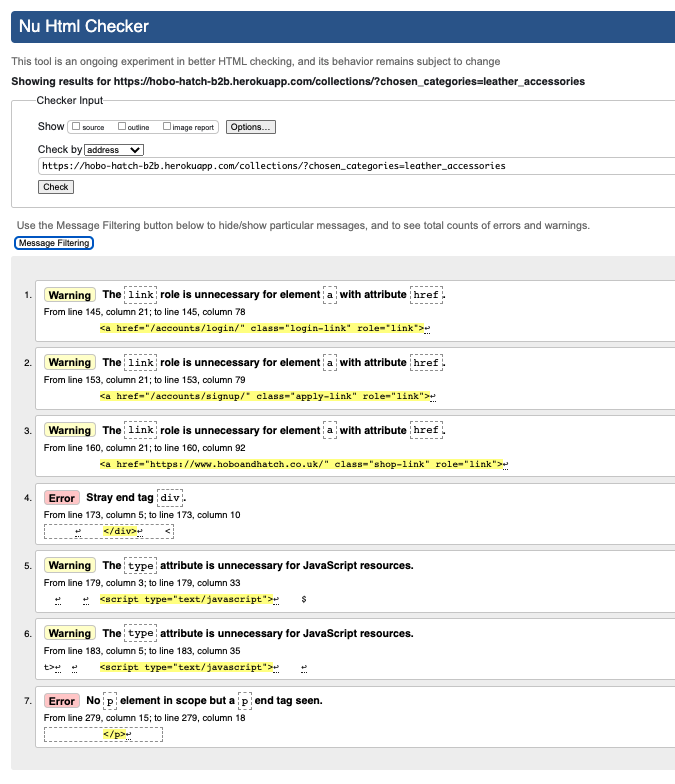 Nu Html Checker
This tool is an ongoing experiment in better HTML checking, and its behavior remains subject to change
Showing results for https://hobo-hatch-b2b.herokuapp.com/collections/?chosen_categories=leather_accessories
Checker Input
Show source outline image report Options...
Check by address
https://hobo-hatch-b2b.herokuapp.com/collections/?chosen_categories=leather_accessories
Check
Use the Message Filtering button below to hide/show particular messages, and to see total counts of errors and warnings.
Message Filtering
1. Warning The link role is unnecessary for element a with attribute href.
From line 145, column 21; to line 145, column 78
<a href="/accounts/login/" class="login-link" role="link">↩
2. Warning The link role is unnecessary for element a with attribute href.
From line 153, column 21; to line 153, column 79
<a href="/accounts/signup/" class="apply-link" role="link">↩
3. Warning The link role is unnecessary for element a with attribute href.
From line 160, column 21; to line 160, column 92
<a href="https://www.hoboandhatch.co.uk/" class="shop-link" role="link">↩
4. Error Stray end tag div.
From line 173, column 5; to line 173, column 10
↩ </div>↩ <
5. Warning The type attribute is unnecessary for JavaScript resources.
From line 179, column 3; to line 179, column 33
↩ ↩ <script type="text/javascript">↩ $
6. Warning The type attribute is unnecessary for JavaScript resources.
From line 183, column 5; to line 183, column 35
t>↩ ↩ <script type="text/javascript">↩ ↩
7. Error No p element in scope but a p end tag seen.
From line 279, column 15; to line 279, column 18
</p>↩